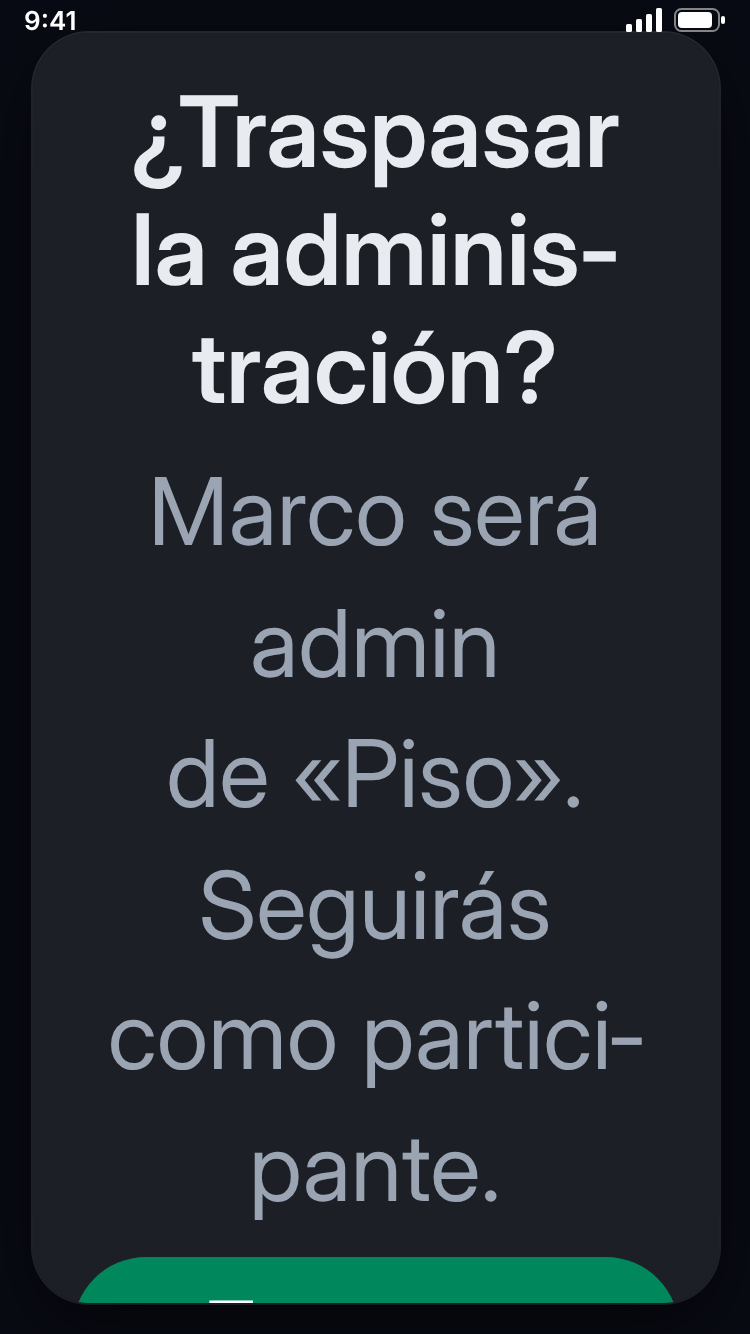 9:41
¿Traspasar
la adminis-
tración?
Marco será
admin
de «Piso».
Seguirás
como partici-
pante.